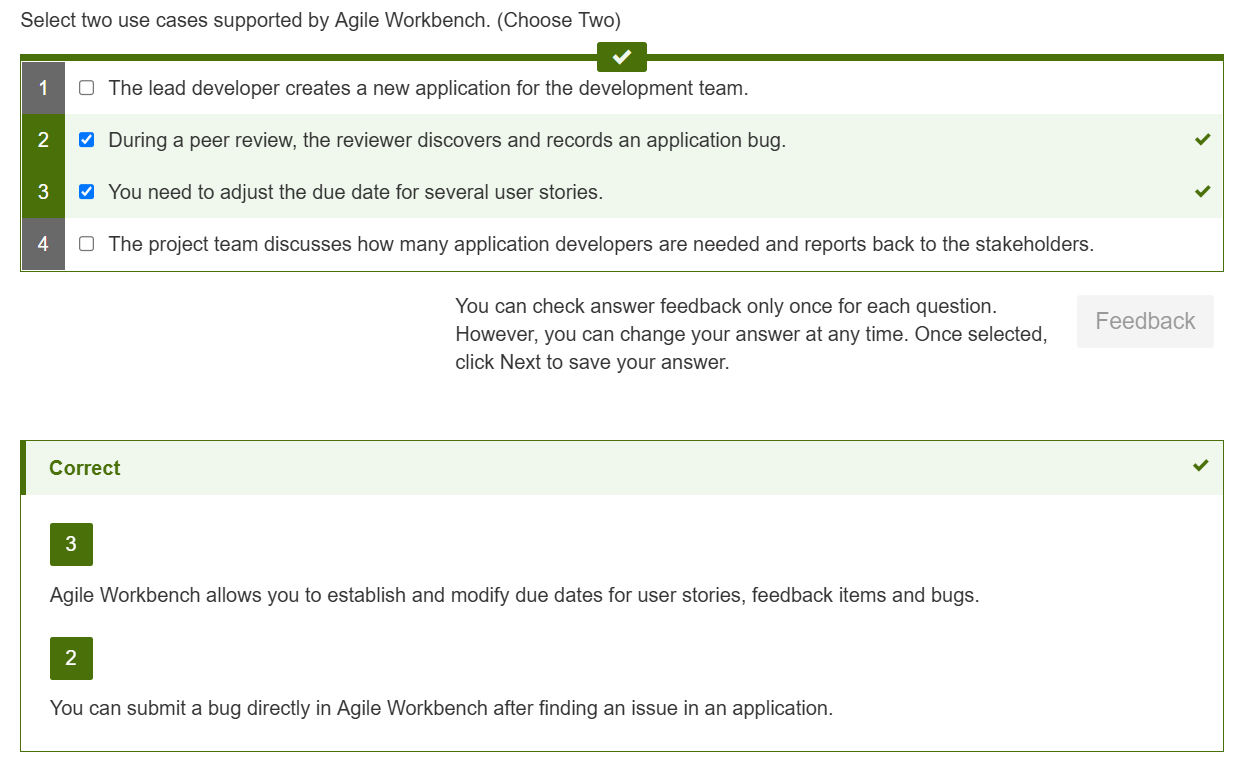 Select two use cases supported by Agile Workbench. (Choose Two)
1 The lead developer creates a new application for the development team.
2 During a peer review, the reviewer discovers and records an application bug.
3 You need to adjust the due date for several user stories.
4 The project team discusses how many application developers are needed and reports back to the stakeholders.
You can check answer feedback only once for each question.
However, you can change your answer at any time. Once selected,
click Next to save your answer.
Feedback
Correct
3
Agile Workbench allows you to establish and modify due dates for user stories, feedback items and bugs.
2
You can submit a bug directly in Agile Workbench after finding an issue in an application.